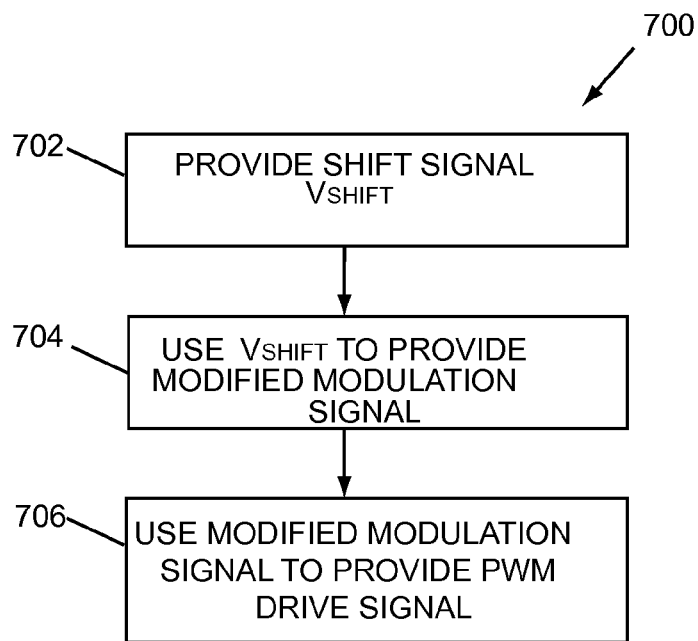 700
702
PROVIDE SHIFT SIGNAL
VSHIFT
704
USE VSHIFT TO PROVIDE
MODIFIED MODULATION
SIGNAL
706
USE MODIFIED MODULATION
SIGNAL TO PROVIDE PWM
DRIVE SIGNAL